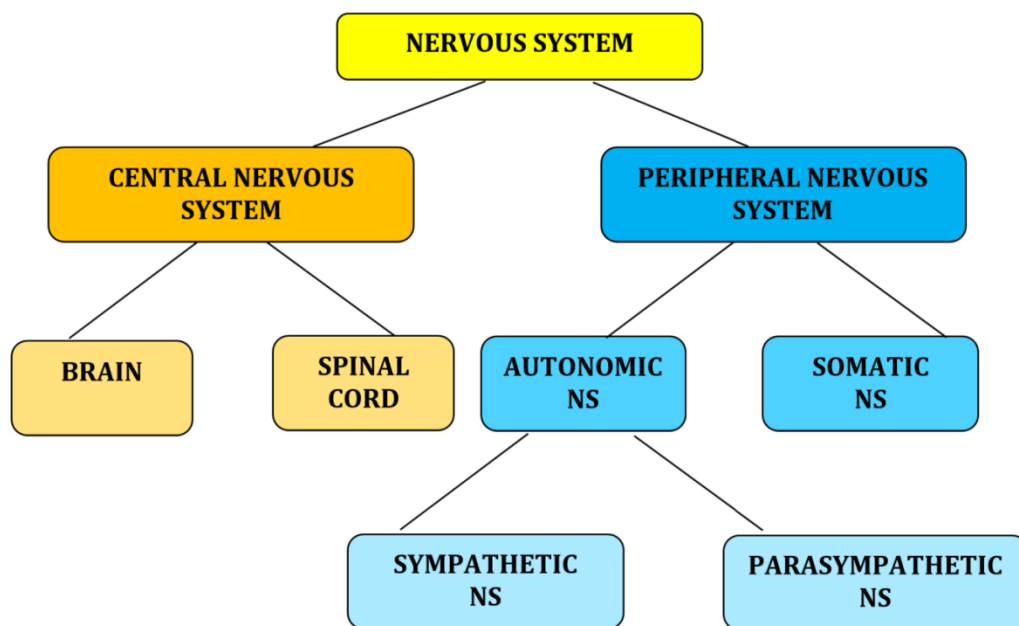 NERVOUS SYSTEM
CENTRAL NERVOUS
SYSTEM
PERIPHERAL NERVOUS
SYSTEM
BRAIN
SPINAL
CORD
AUTONOMIC
NS
SOMATIC
NS
SYMPATHETIC
NS
PARASYMPATHETIC
NS